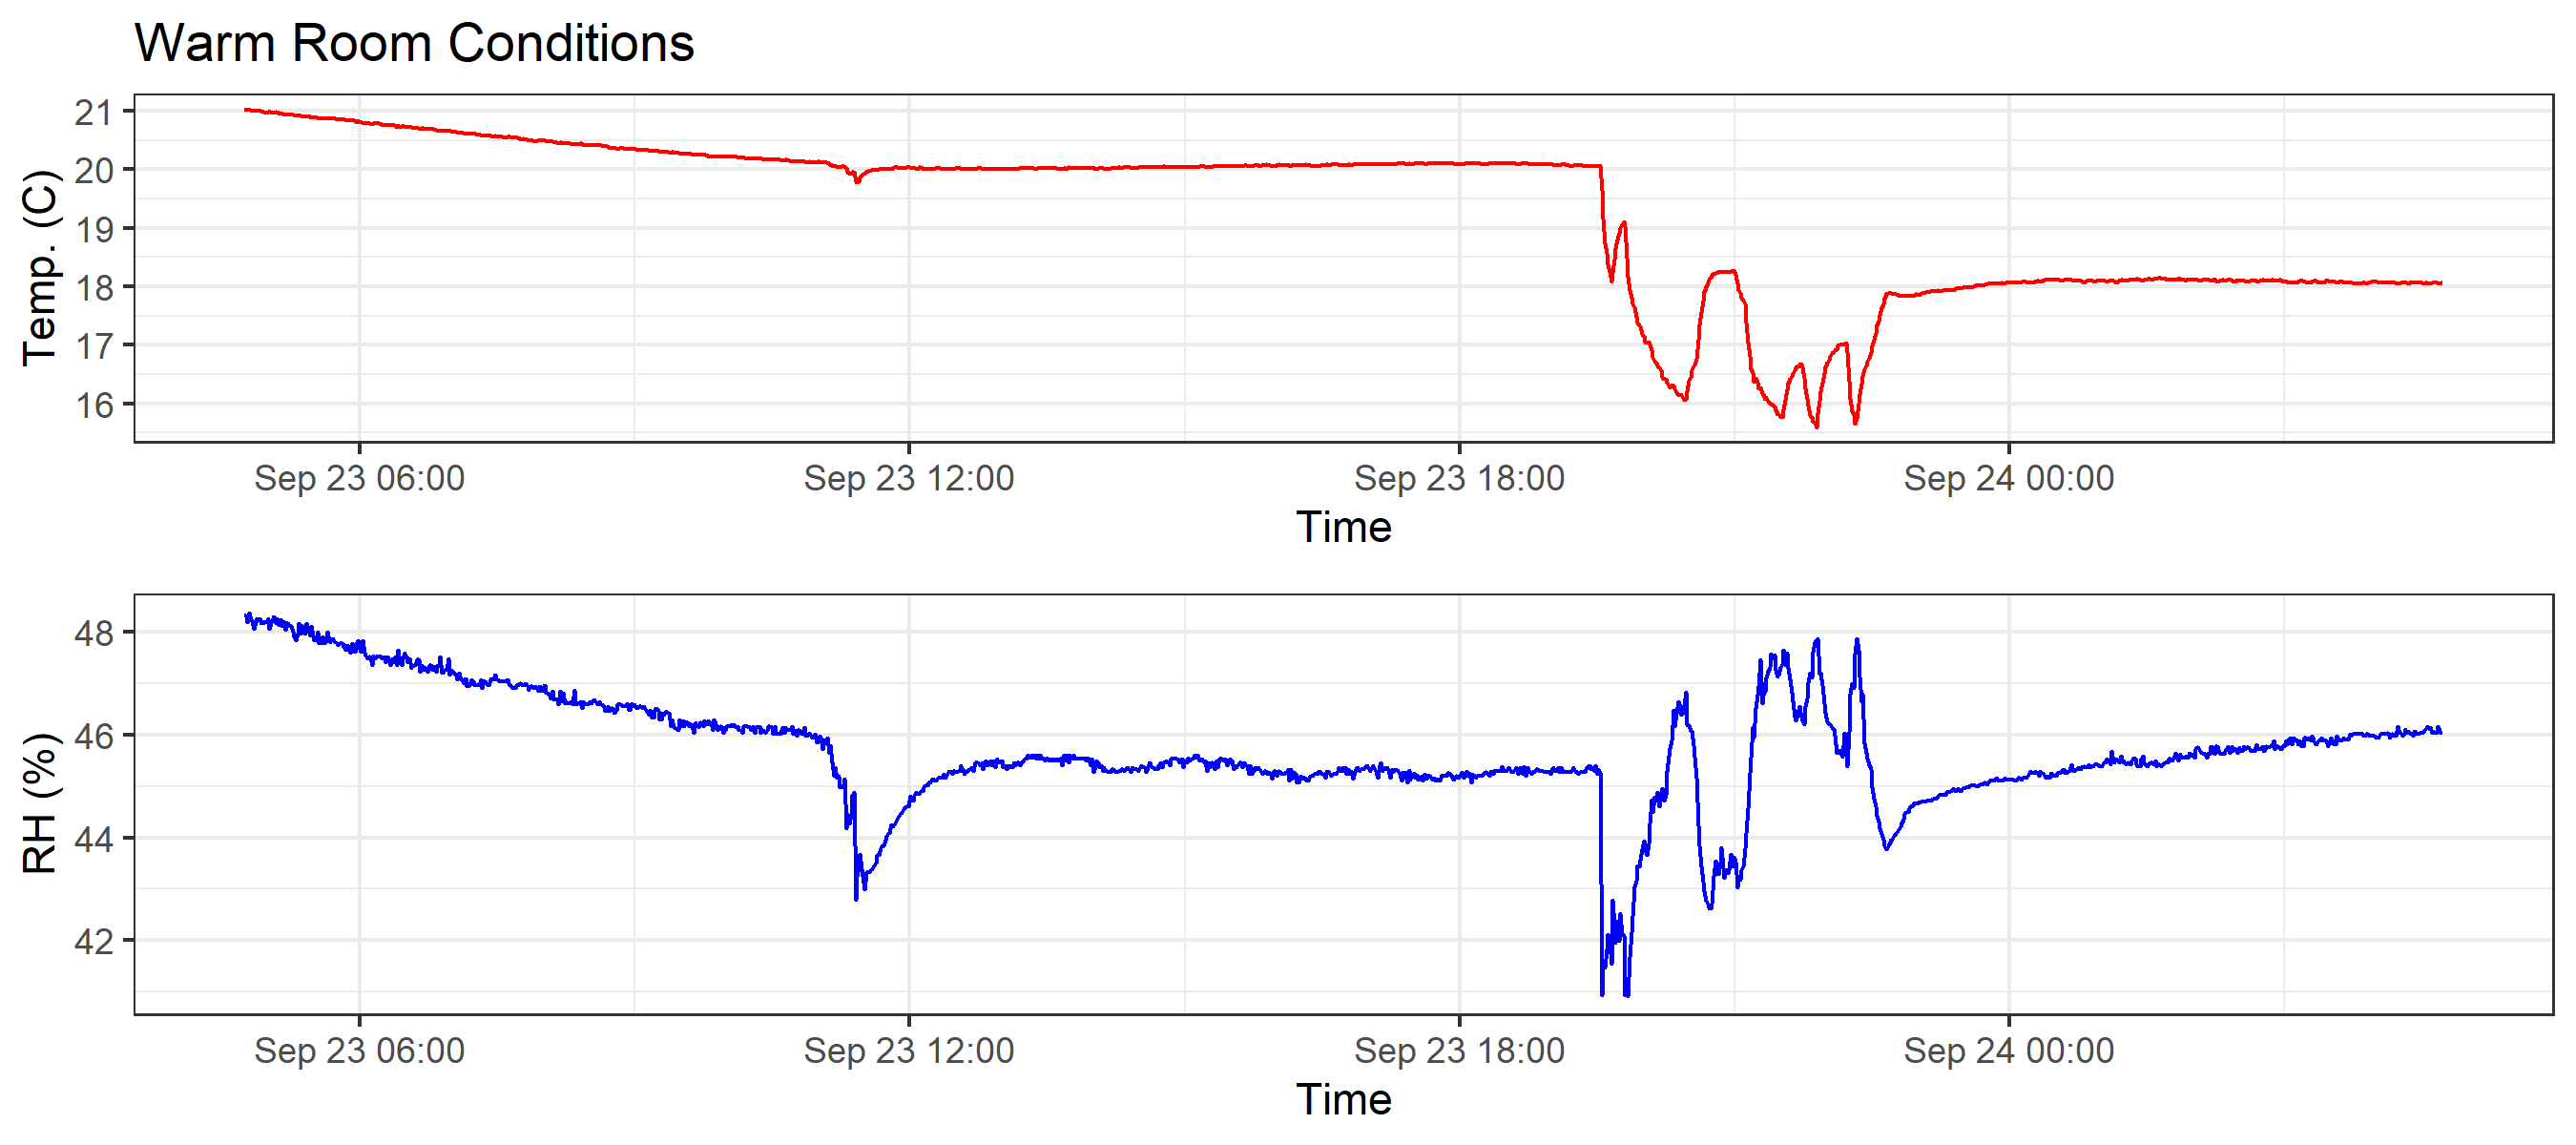 Warm Room Conditions
Temp. (C)
21
20
19
18
17
16
Sep 23 06:00 Sep 23 12:00 Sep 23 18:00 Sep 24 00:00
Time
RH (%)
48
46
44
42
Sep 23 06:00 Sep 23 12:00 Sep 23 18:00 Sep 24 00:00
Time